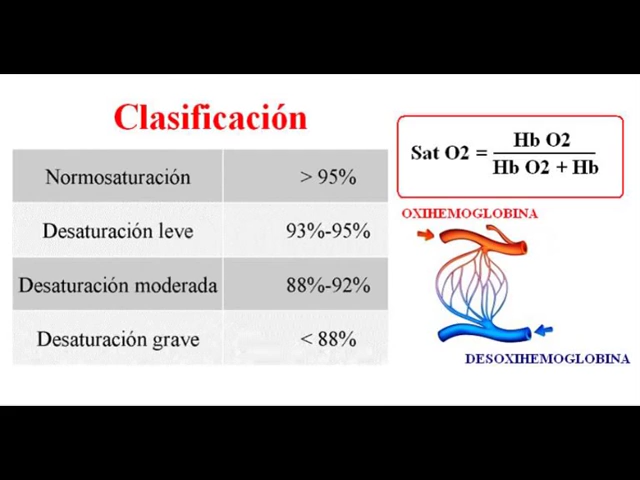 Clasificación
Normosaturación > 95%
Desaturación leve 93%-95%
Desaturación moderada 88%-92%
Desaturación grave < 88%
Sat O2 = Hb O2
Hb O2 + Hb
OXIHEMOGLOBINA
DESOXIHEMOGLOBINA